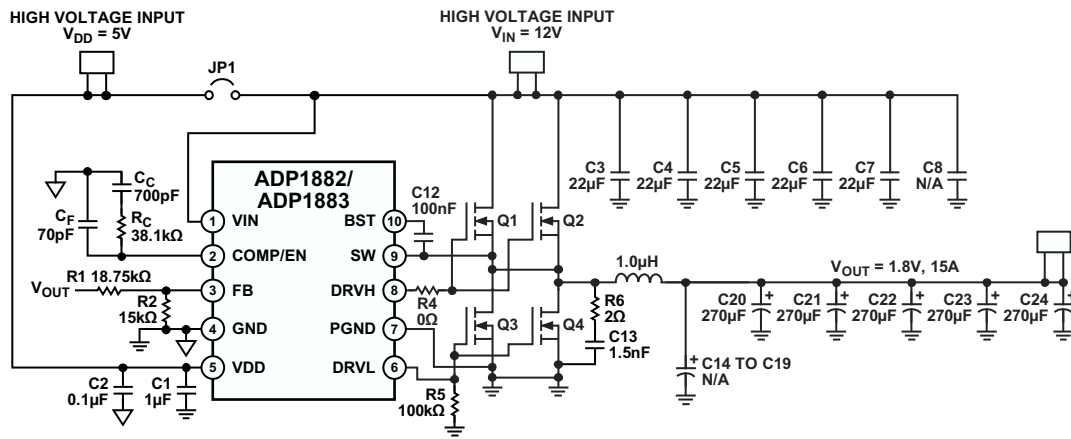 HIGH VOLTAGE INPUT
V_DD = 5V
HIGH VOLTAGE INPUT
V_IN = 12V
JP1
C_C
700pF
C_F
70pF
R_C
38.1kΩ
R1 18.75kΩ
V_OUT
R2
15kΩ
C2
0.1µF
C1
1µF
ADP1882/
ADP1883
1 VIN
2 COMP/EN
3 FB
4 GND
5 VDD
BST 10
SW 9
DRVH 8
PGND 7
DRVL 6
C12
100nF
R4
0Ω
R5
100kΩ
Q1
Q2
Q3
Q4
1.0µH
R6
2Ω
C13
1.5nF
C3
22µF
C4
22µF
C5
22µF
C6
22µF
C7
22µF
C8
N/A
V_OUT = 1.8V, 15A
C20
270µF
C21
270µF
C22
270µF
C23
270µF
C24
270µF
+
+
+
+
+
+
C14 TO C19
N/A